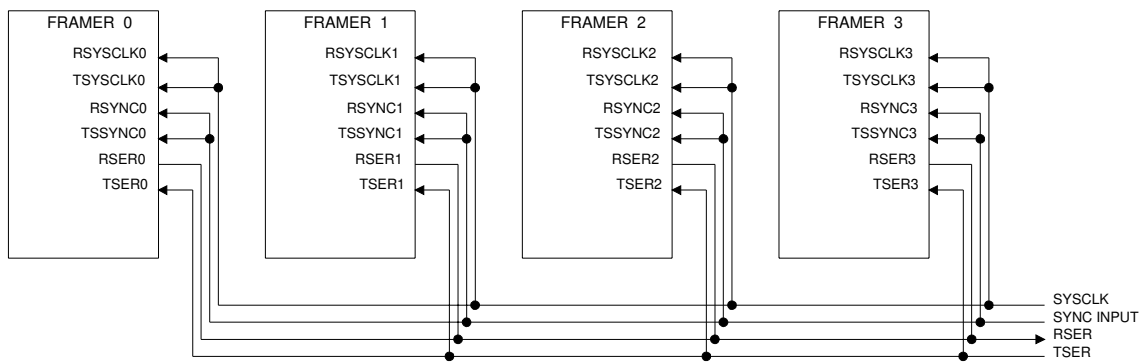 FRAMER 0
RSYSCLK0
TSYSCLK0
RSYNC0
TSSYNC0
RSER0
TSER0
FRAMER 1
RSYSCLK1
TSYSCLK1
RSYNC1
TSSYNC1
RSER1
TSER1
FRAMER 2
RSYSCLK2
TSYSCLK2
RSYNC2
TSSYNC2
RSER2
TSER2
FRAMER 3
RSYSCLK3
TSYSCLK3
RSYNC3
TSSYNC3
RSER3
TSER3
SYSCLK
SYNC INPUT
RSER
TSER